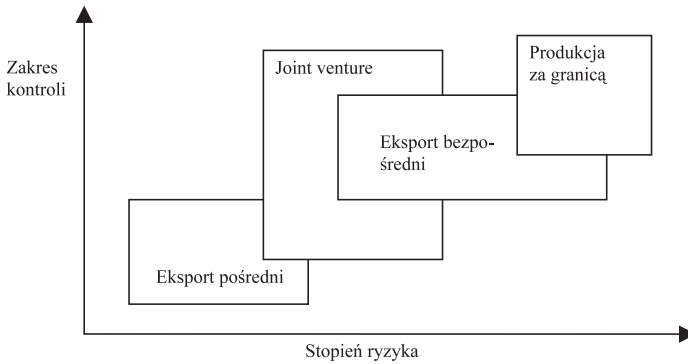 Zakres
kontroli
Joint venture
Produkcja
za granicą
Eksport bezpo-
średni
Eksport pośredni
Stopień ryzyka